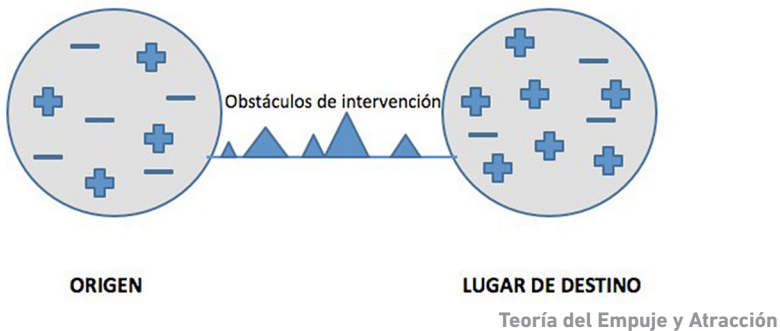 Obstáculos de intervención
ORIGEN
LUGAR DE DESTINO
Teoría del Empuje y Atracción